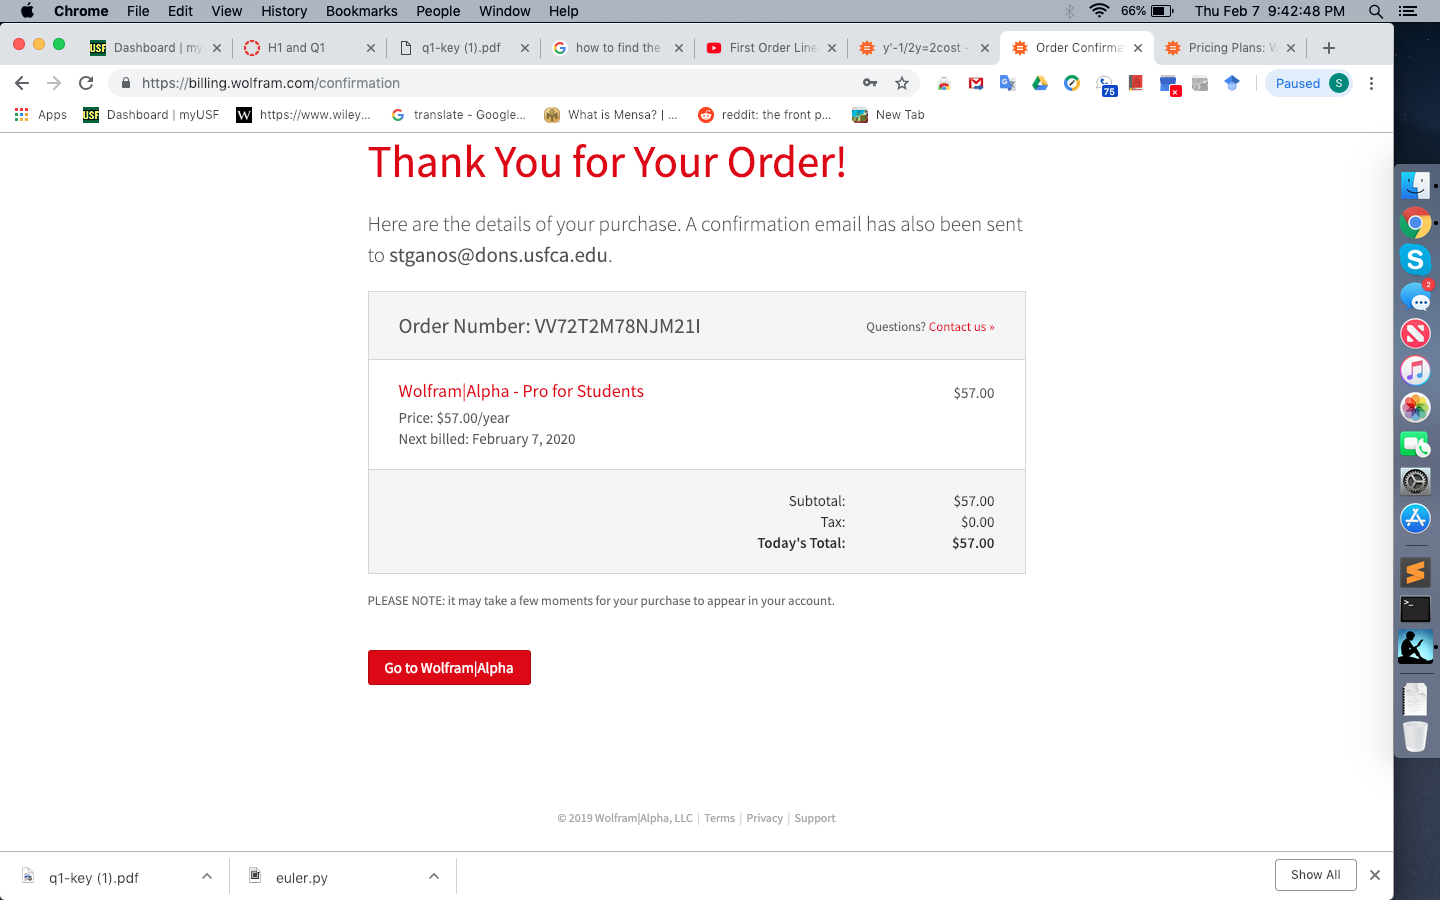 Chrome File Edit View History Bookmarks People Window Help 66% Thu Feb 7 9:42:48 PM
USF Dashboard | my H1 and Q1 q1-key (1).pdf how to find the First Order Line y'-1/2y=2cost - Order Confirma Pricing Plans: W
https://billing.wolfram.com/confirmation 75 Paused S
Apps USF Dashboard | myUSF W https://www.wiley... translate - Google... What is Mensa? | ... reddit: the front p... New Tab
Thank You for Your Order!
Here are the details of your purchase. A confirmation email has also been sent
to stganos@dons.usfca.edu.
Order Number: VV72T2M78NJM21I Questions? Contact us »
Wolfram|Alpha - Pro for Students $57.00
Price: $57.00/year
Next billed: February 7, 2020
Subtotal: $57.00
Tax: $0.00
Today's Total: $57.00
PLEASE NOTE: it may take a few moments for your purchase to appear in your account.
Go to Wolfram|Alpha
© 2019 Wolfram|Alpha, LLC | Terms | Privacy | Support
q1-key (1).pdf euler.py Show All
2